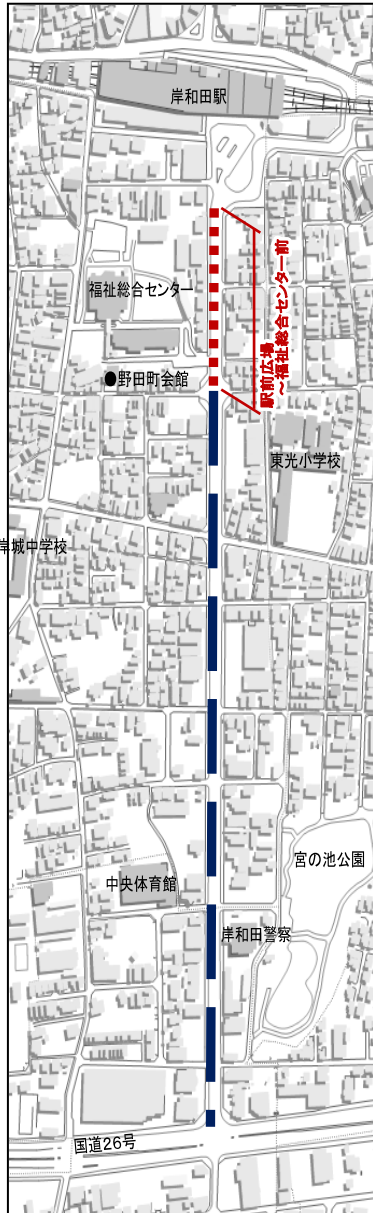 岸和田駅
福祉総合センター
駅前広場
~福祉総合センター前
●野田町会館
東光小学校
岸城中学校
宮の池公園
中央体育館
岸和田警察
国道26号